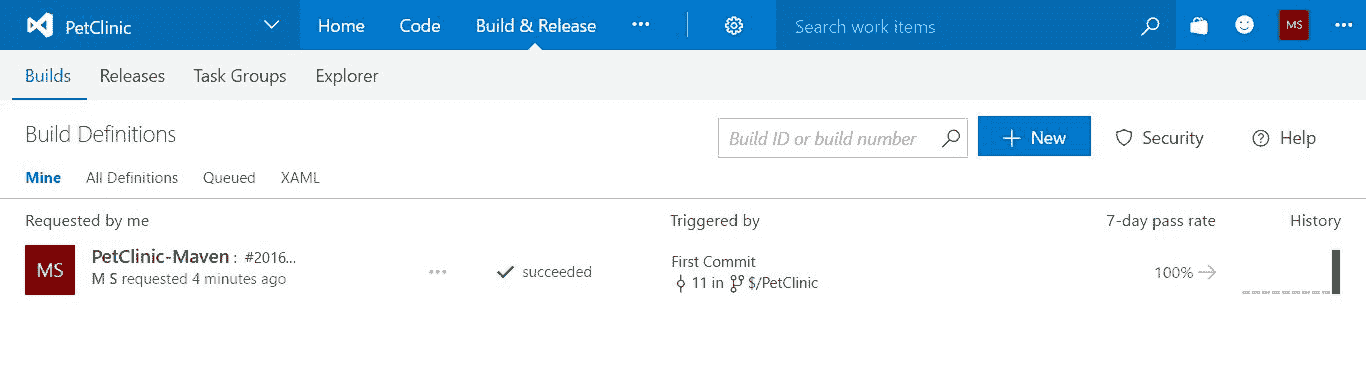 PetClinic Home Code Build & Release ... Search work items MS ...
Builds Releases Task Groups Explorer
Build Definitions Build ID or build number + New Security Help
Mine All Definitions Queued XAML
Requested by me Triggered by 7-day pass rate History
MS PetClinic-Maven : #2016... ... succeeded First Commit 100%
M S requested 4 minutes ago 11 in $/PetClinic